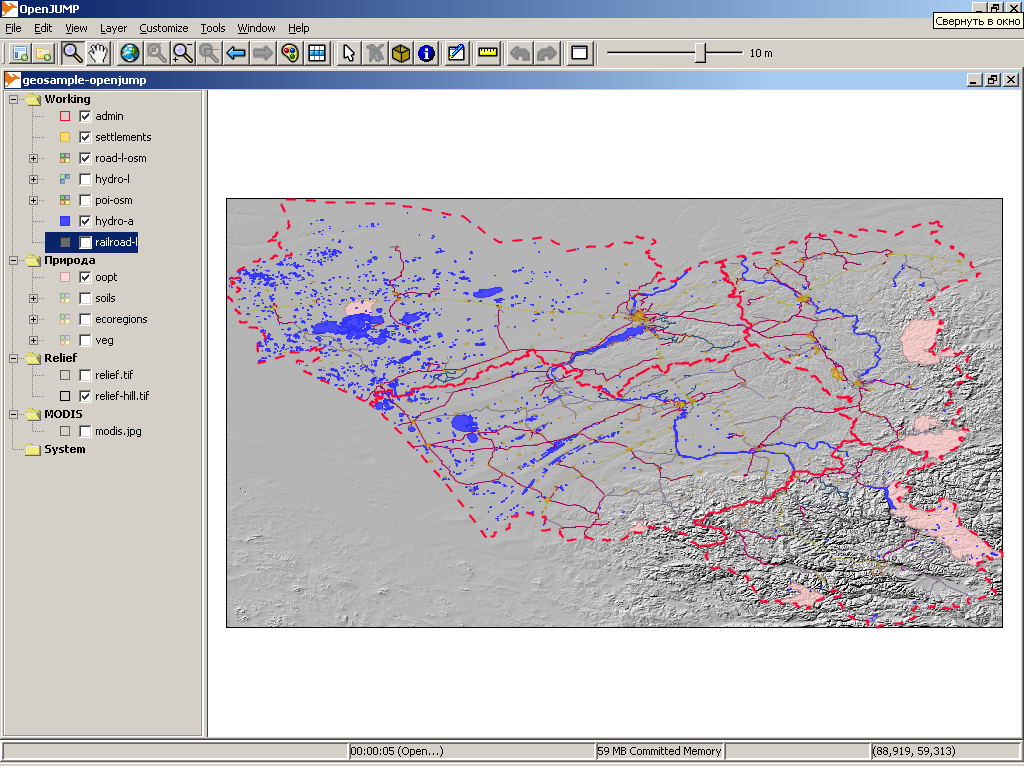 OpenJUMP
Свернуть в окно
File Edit View Layer Customize Tools Window Help
10 m
geosample-openjump
Working
admin
settlements
road-l-osm
hydro-l
poi-osm
hydro-a
railroad-l
Природа
oopt
soils
ecoregions
veg
Relief
relief.tif
relief-hill.tif
MODIS
modis.jpg
System
00:00:05 (Open...) 59 MB Committed Memory (88,919, 59,313)